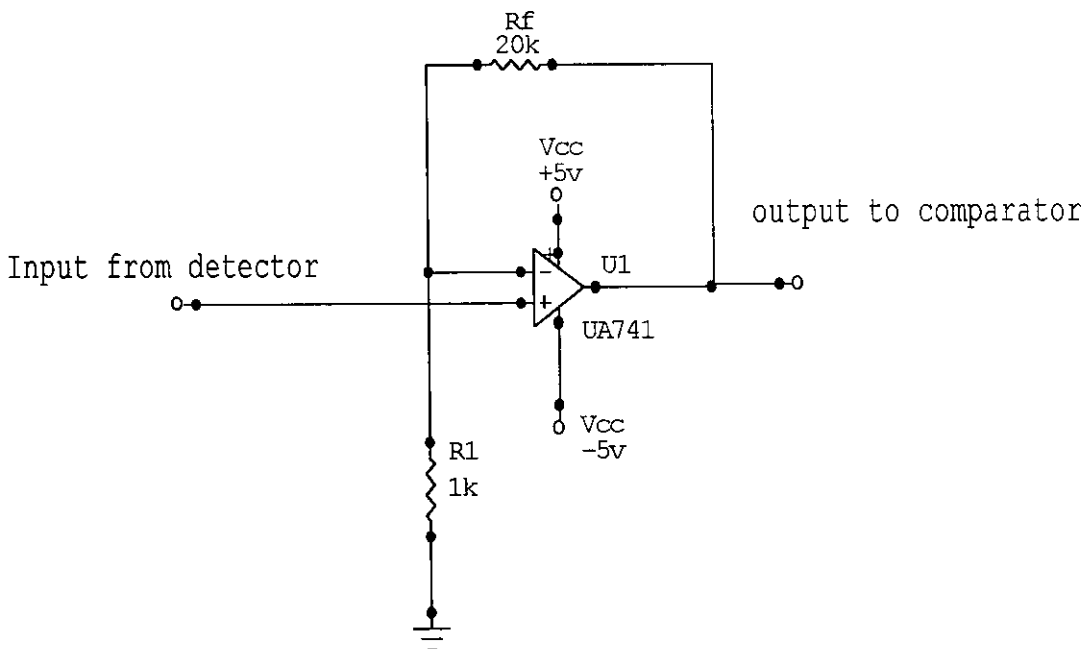 Rf
20k
Vcc
+5v
output to comparator
Input from detector
U1
+
−
+
UA741
Vcc
−5v
R1
1k